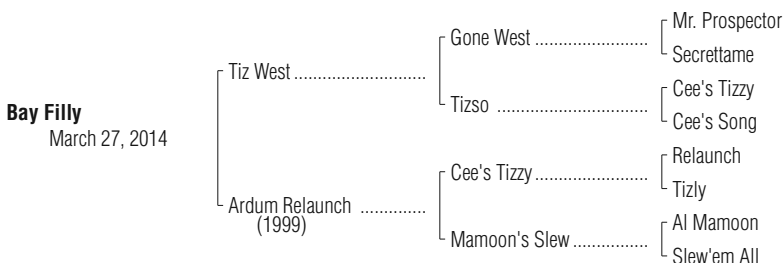 Mr. Prospector
Gone West
Secrettame
Tiz West
Cee's Tizzy
Tizso
Cee's Song
Bay Filly
March 27, 2014
Relaunch
Cee's Tizzy
Tizly
Ardum Relaunch
(1999)
Al Mamoon
Mamoon's Slew
Slew'em All